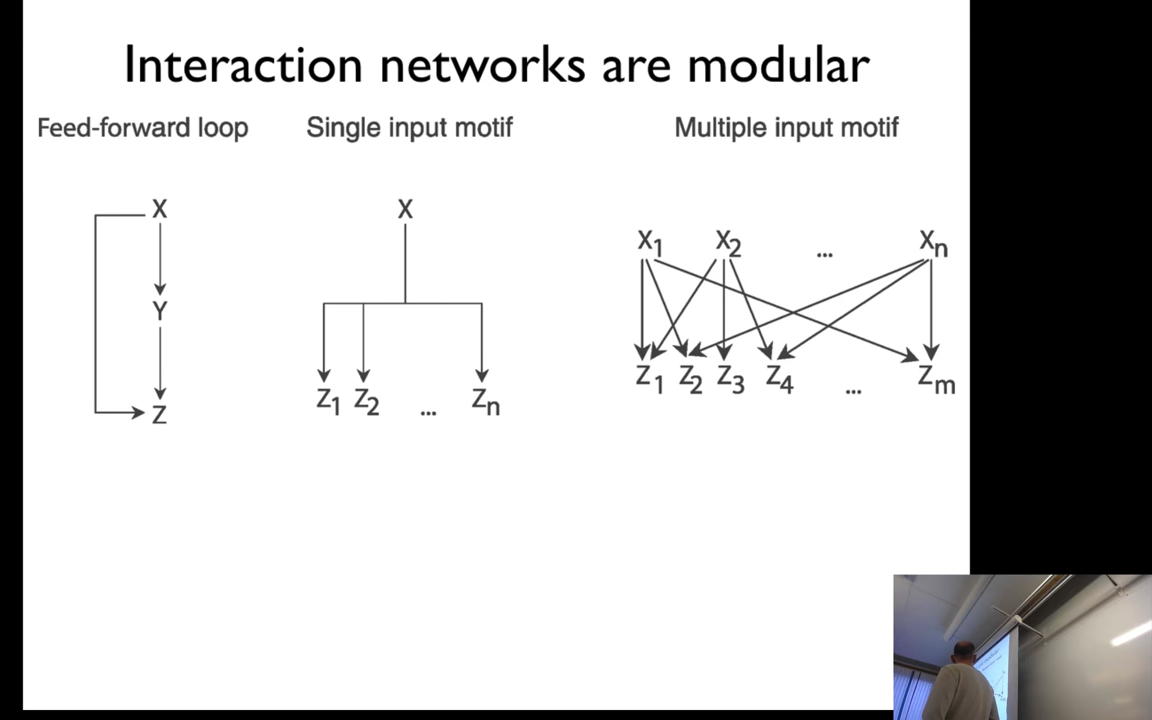 Interaction networks are modular
Feed-forward loop
Single input motif
Multiple input motif
X
Y
Z
X
Z1 Z2 ... Zn
X1 X2 ... Xn
Z1 Z2 Z3 Z4 ... Zm